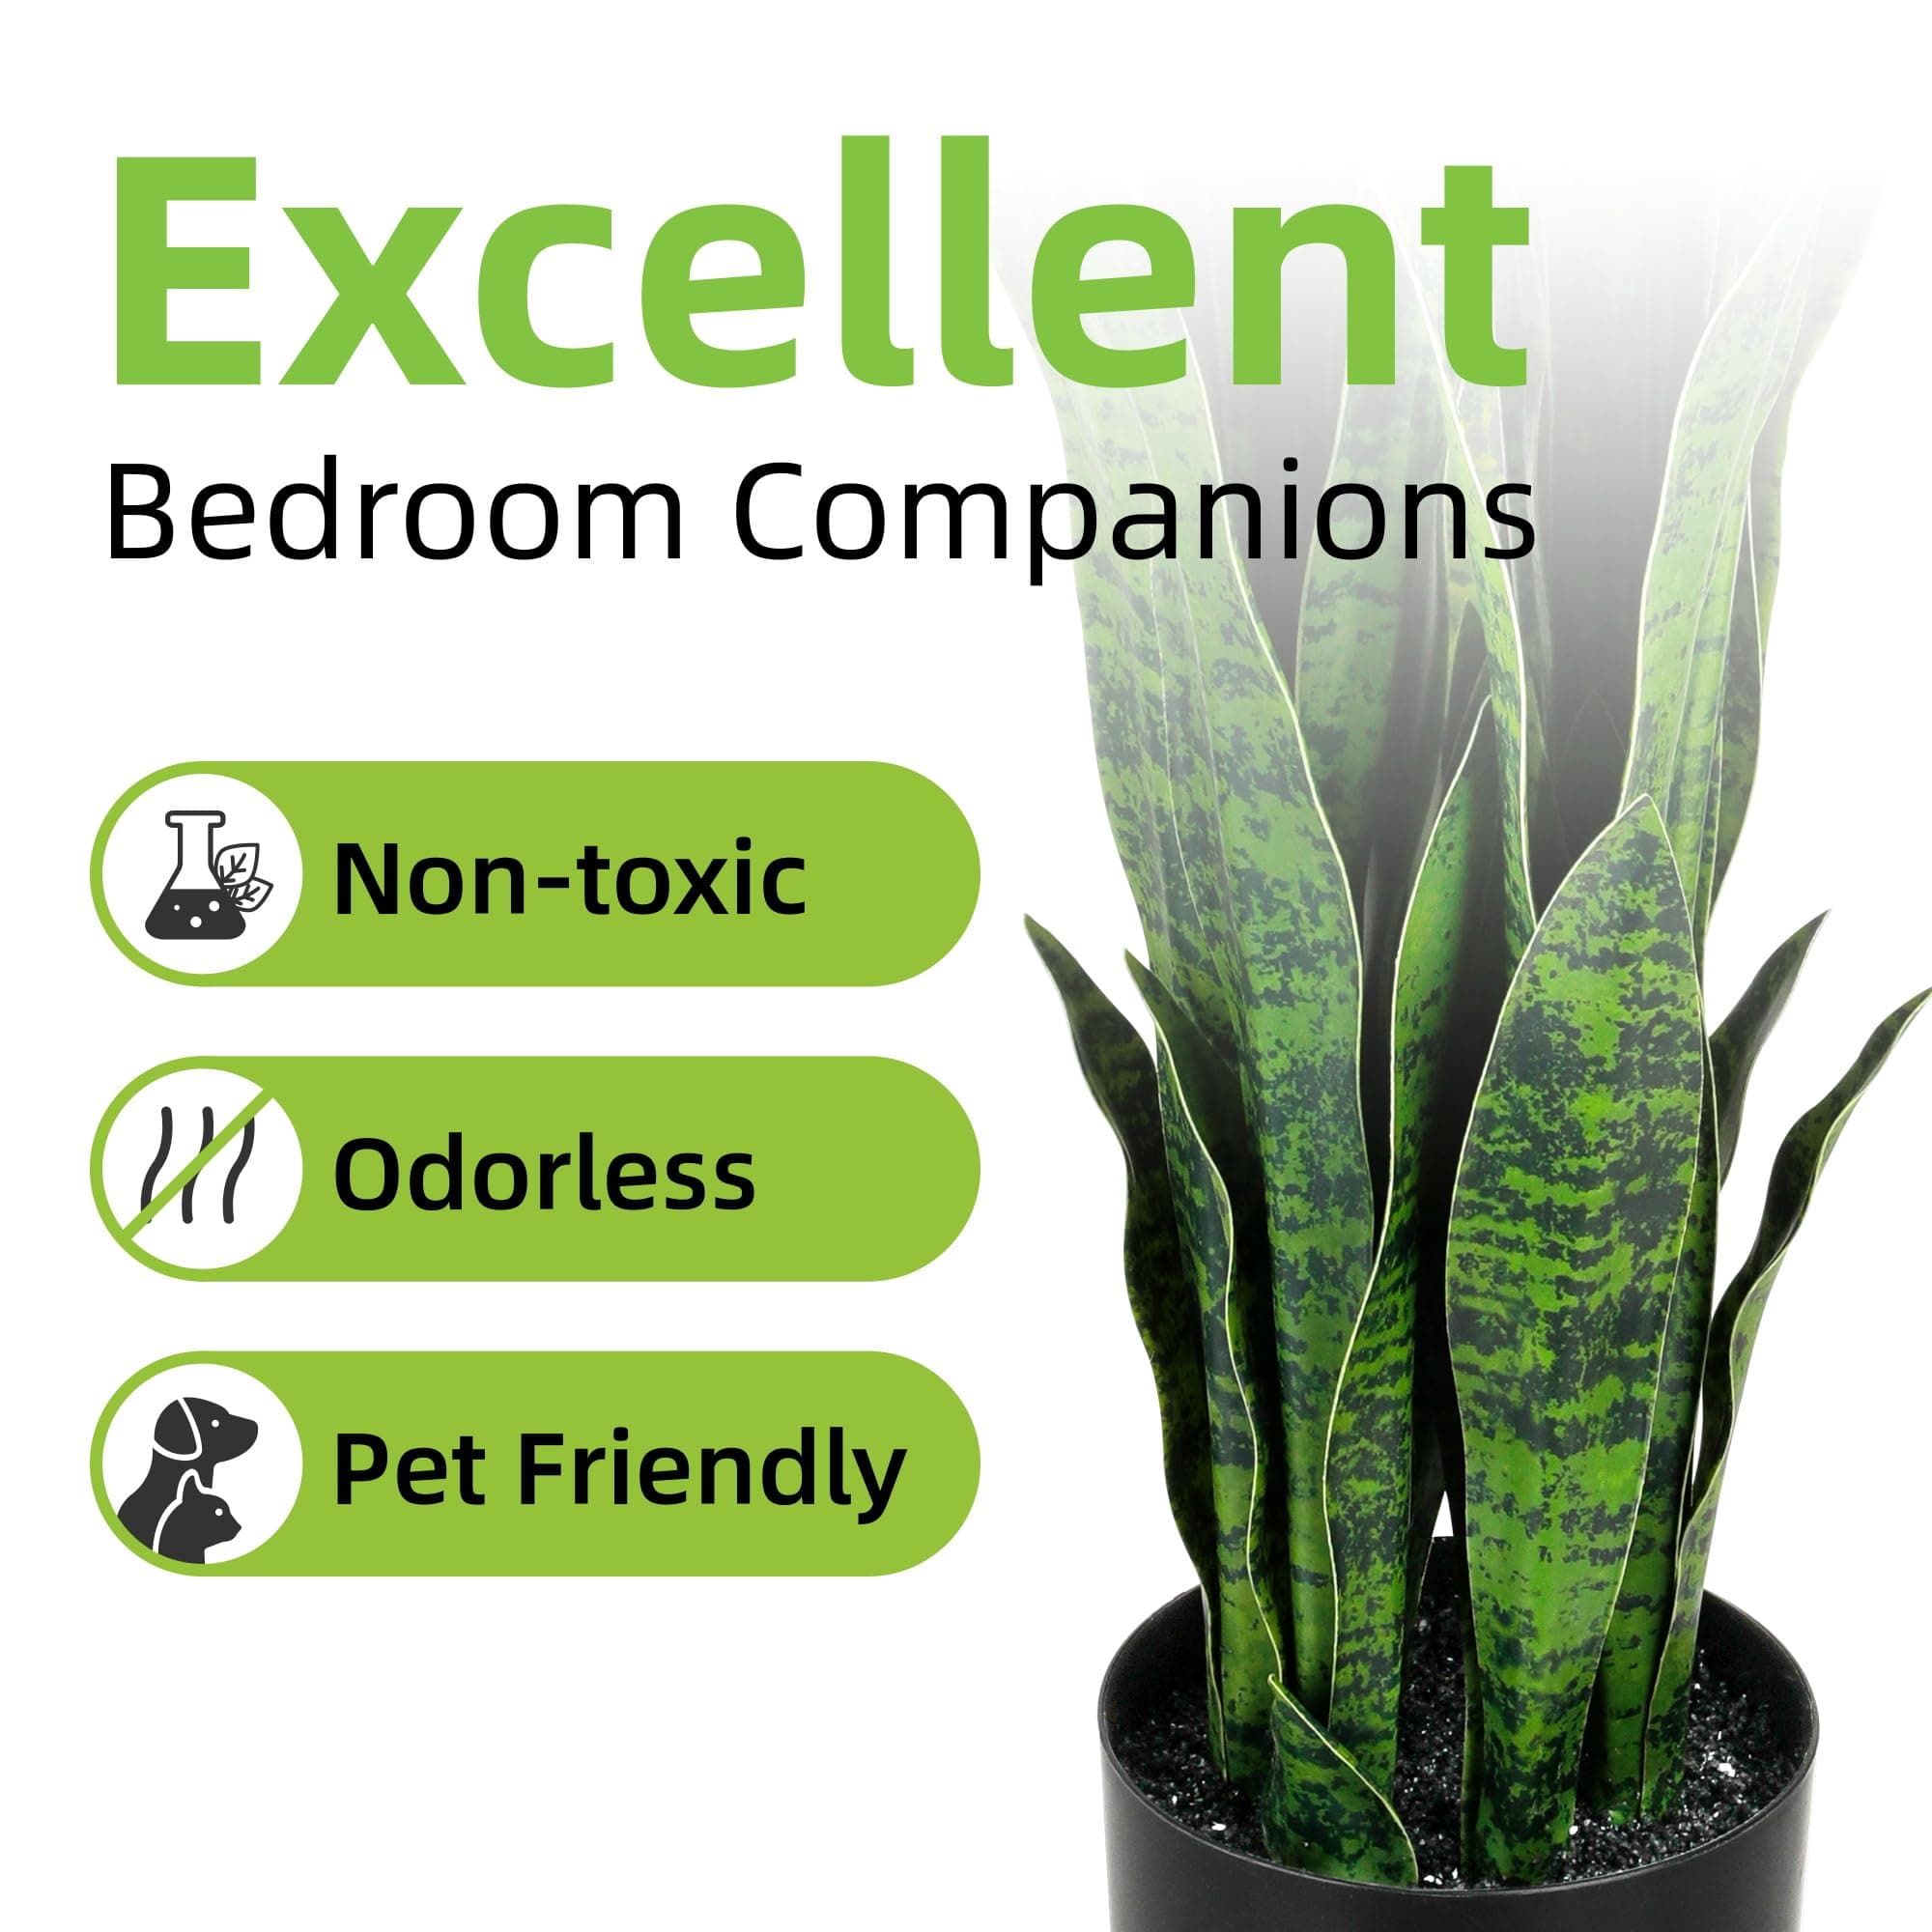 Excellent
Bedroom Companions
Non-toxic
Odorless
Pet Friendly